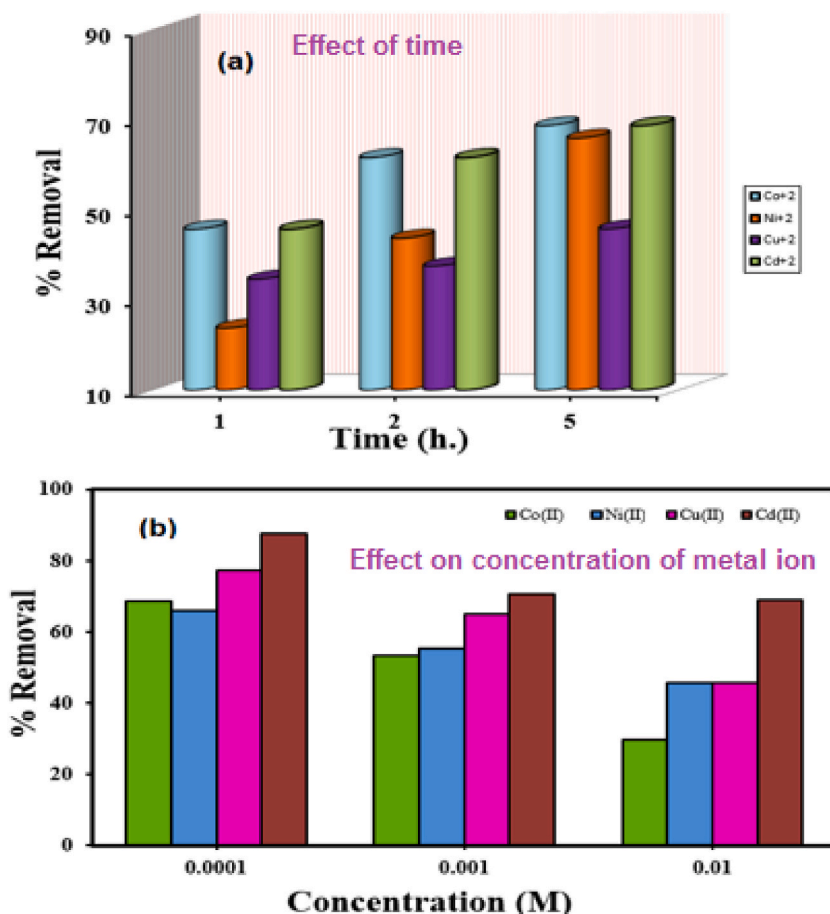 (a)
Effect of time
90
70
50
30
10
% Removal
1 2 5
Time (h.)
Co+2
Ni+2
Cu+2
Cd+2
(b)
Co(II) Ni(II) Cu(II) Cd(II)
Effect on concentration of metal ion
100
80
60
40
20
0
% Removal
0.0001 0.001 0.01
Concentration (M)